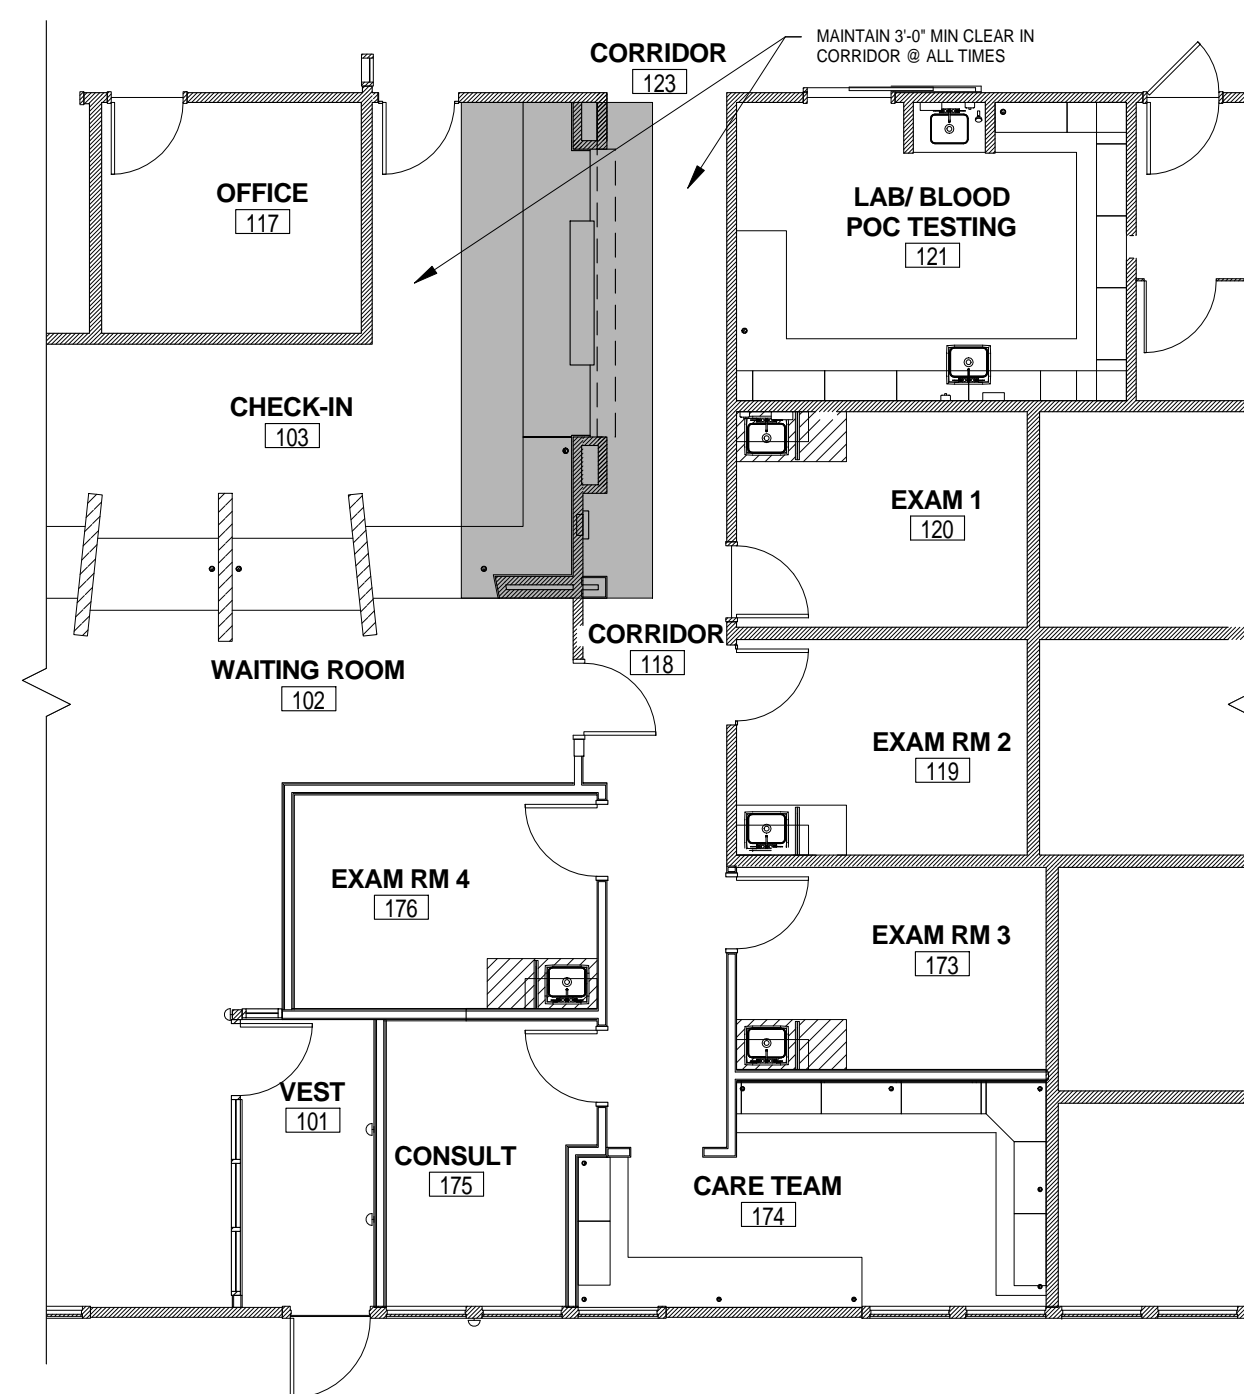 MAINTAIN 3'-0" MIN CLEAR IN
CORRIDOR @ ALL TIMES
CORRIDOR
123
OFFICE
117
LAB/ BLOOD
POC TESTING
121
CHECK-IN
103
EXAM 1
120
CORRIDOR
118
WAITING ROOM
102
EXAM RM 2
119
EXAM RM 4
176
EXAM RM 3
173
VEST
101
CONSULT
175
CARE TEAM
174